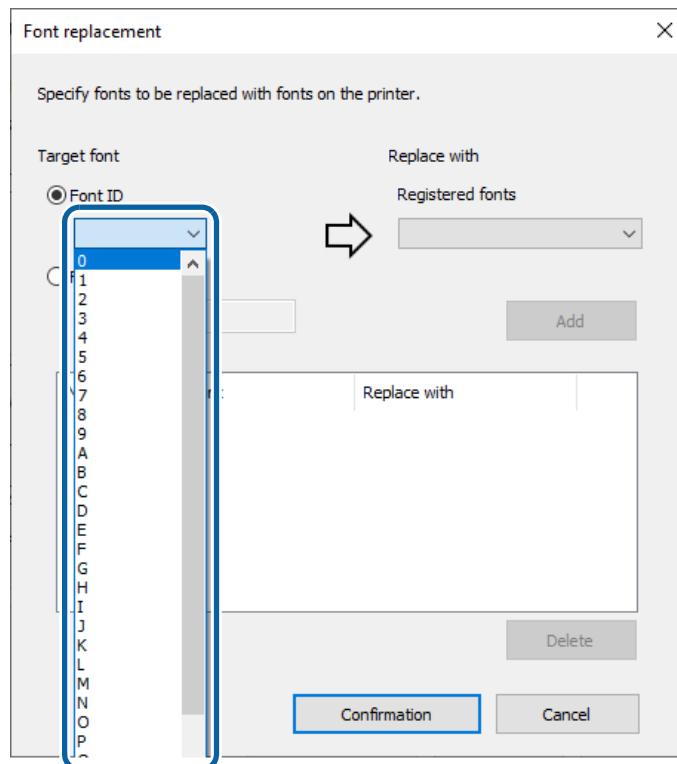 Font replacement
Specify fonts to be replaced with fonts on the printer.
Target font
Replace with
Font ID
Registered fonts
0
1
2
3
4
5
6
7
8
9
A
B
C
D
E
F
G
H
I
J
K
L
M
N
O
P
Add
Replace with
Delete
Confirmation
Cancel